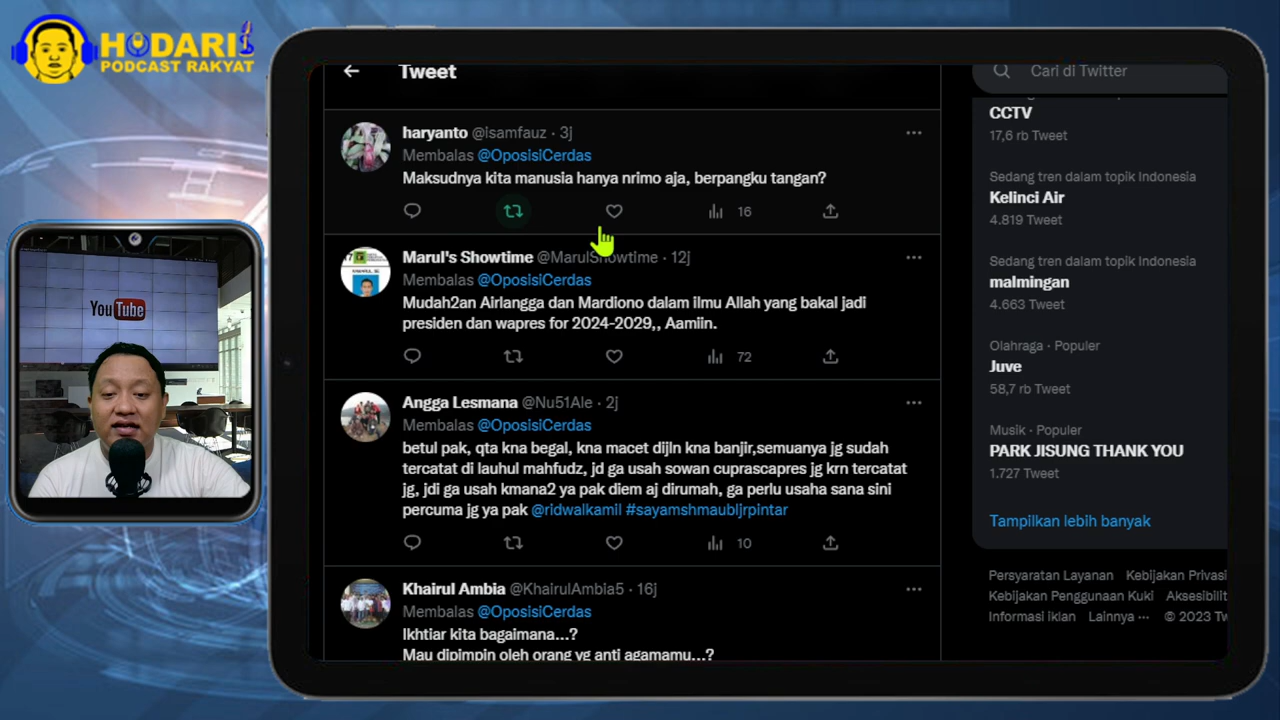 HODARI
PODCAST RAKYAT
YouTube
Tweet
haryanto @isamfauz · 3j
Membalas @OposisiCerdas
Maksudnya kita manusia hanya nrimo aja, berpangku tangan?
16
Marul's Showtime @MarulShowtime · 12j
Membalas @OposisiCerdas
Mudah2an Airlangga dan Mardiono dalam ilmu Allah yang bakal jadi
presiden dan wapres for 2024-2029,, Aamiin.
72
Angga Lesmana @Nu51Ale · 2j
Membalas @OposisiCerdas
betul pak, qta kna begal, kna macet dijln kna banjir,semuanya jg sudah
tercatat di lauhul mahfudz, jd ga usah sowan cuprascapres jg krn tercatat
jg, jdi ga usah kmana2 ya pak diem aj dirumah, ga perlu usaha sana sini
percuma jg ya pak @ridwalkamil #sayamshmaubljrpintar
10
Khairul Ambia @KhairulAmbia5 · 16j
Membalas @OposisiCerdas
Ikhtiar kita bagaimana...?
Mau dipimpin oleh orang yg anti agamamu...?
Cari di Twitter
CCTV
17,6 rb Tweet
Sedang tren dalam topik Indonesia
Kelinci Air
4.819 Tweet
Sedang tren dalam topik Indonesia
malmingan
4.663 Tweet
Olahraga · Populer
Juve
58,7 rb Tweet
Musik · Populer
PARK JISUNG THANK YOU
1.727 Tweet
Tampilkan lebih banyak
Persyaratan Layanan Kebijakan Privasi
Kebijakan Penggunaan Kuki Aksesibilit
Informasi iklan Lainnya ··· © 2023 Tw